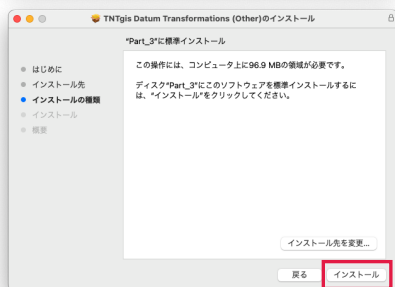 TNTgis Datum Transformations (Other)のインストール
"Part_3"に標準インストール
はじめに
インストール先
インストールの種類
インストール
概要
この操作には、コンピュータ上に96.9 MBの領域が必要です。
ディスク"Part_3"にこのソフトウェアを標準インストールするに
は、"インストール"をクリックしてください。
インストール先を変更...
戻る
インストール